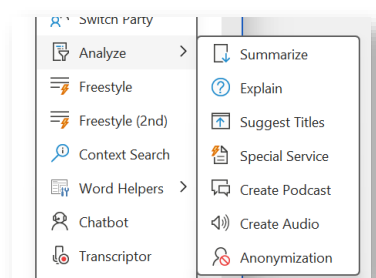 Switch Party
Analyze
Freestyle
Freestyle (2nd)
Context Search
Word Helpers
Chatbot
Transcriptor
Summarize
Explain
Suggest Titles
Special Service
Create Podcast
Create Audio
Anonymization